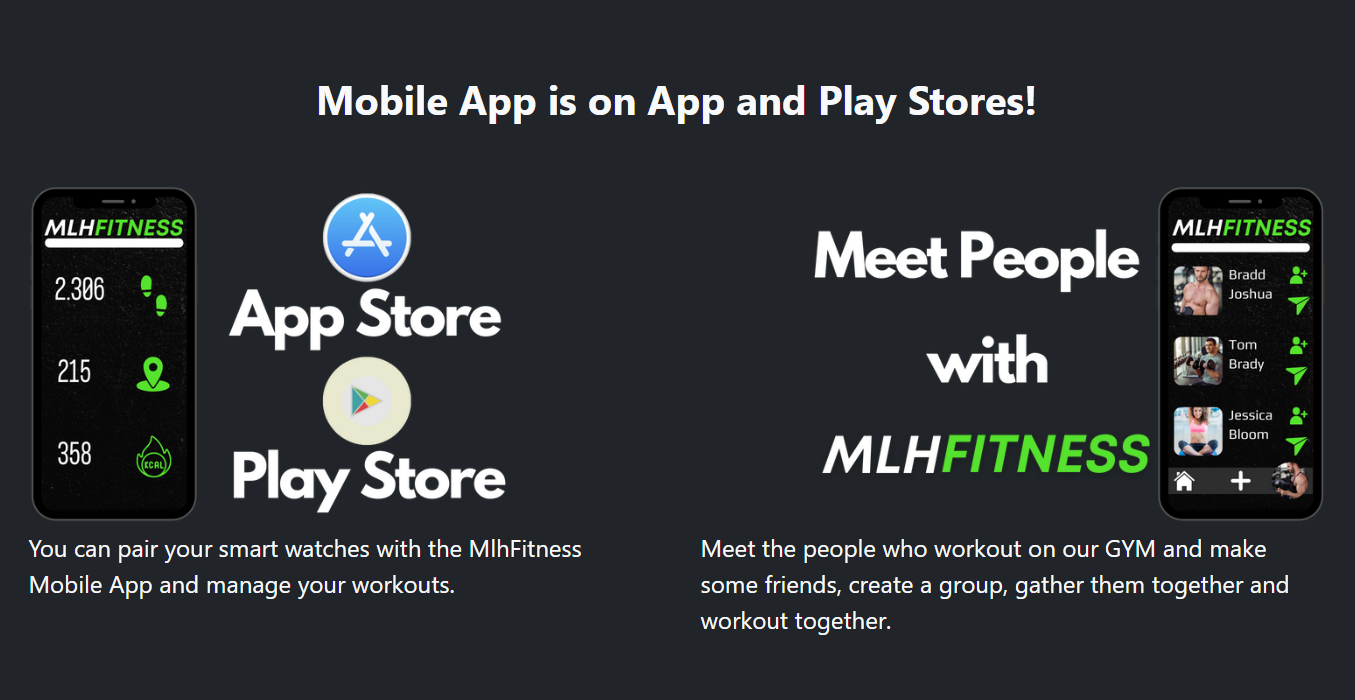 Mobile App is on App and Play Stores!
MLHFITNESS
2.306
215
358
KCAL
App Store
Play Store
You can pair your smart watches with the MlhFitness
Mobile App and manage your workouts.
Meet People
with
MLHFITNESS
MLHFITNESS
Bradd
Joshua
Tom
Brady
Jessica
Bloom
Meet the people who workout on our GYM and make
some friends, create a group, gather them together and
workout together.